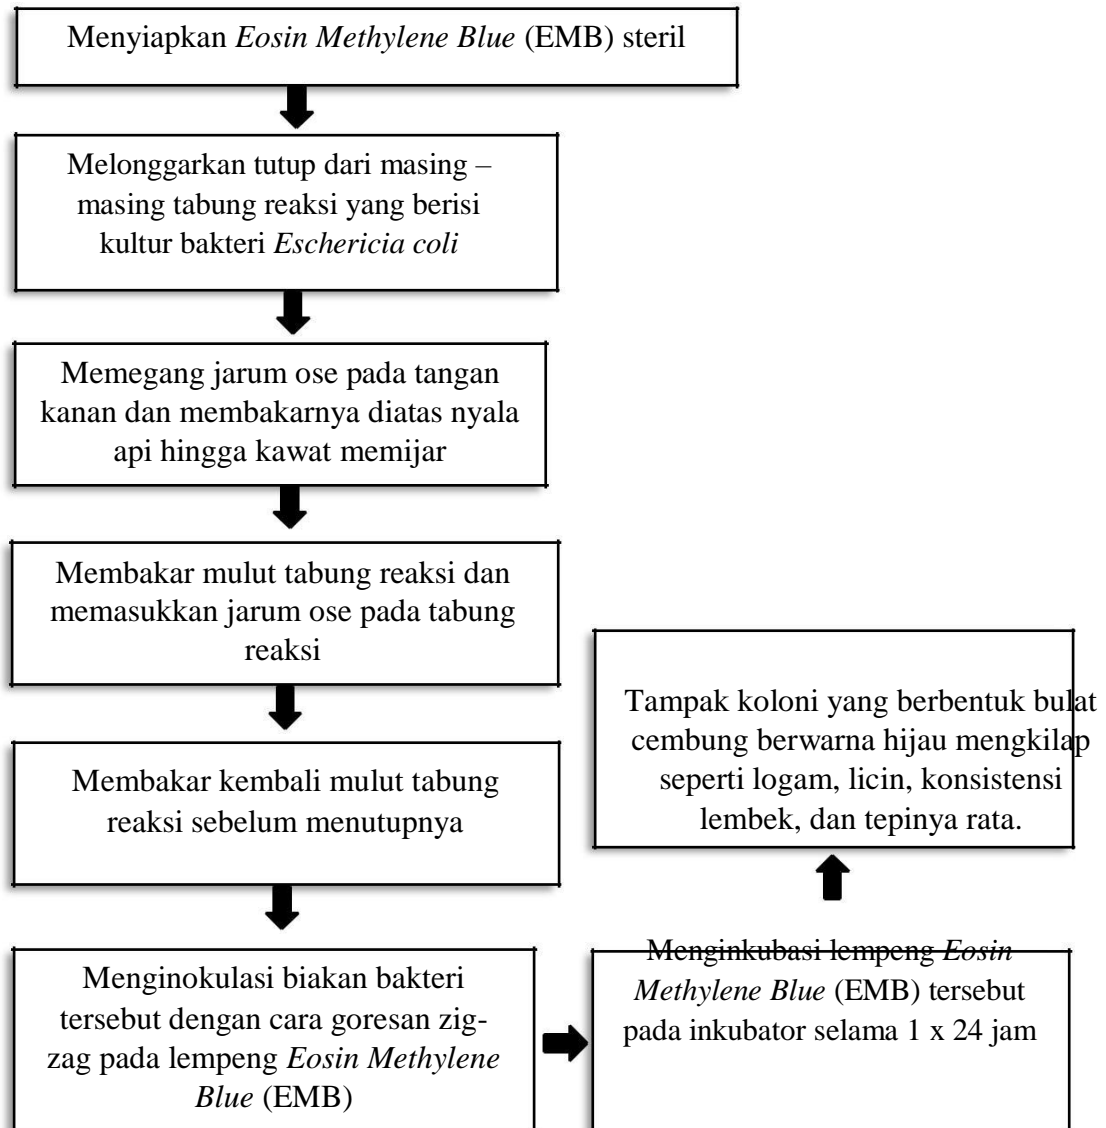 Menyiapkan Eosin Methylene Blue (EMB) steril
Melonggarkan tutup dari masing –
masing tabung reaksi yang berisi
kultur bakteri Eschericia coli
Memegang jarum ose pada tangan
kanan dan membakarnya diatas nyala
api hingga kawat memijar
Membakar mulut tabung reaksi dan
memasukkan jarum ose pada tabung
reaksi
Membakar kembali mulut tabung
reaksi sebelum menutupnya
Menginokulasi biakan bakteri
tersebut dengan cara goresan zig-
zag pada lempeng Eosin Methylene
Blue (EMB)
Menginkubasi lempeng Eosin
Methylene Blue (EMB) tersebut
pada inkubator selama 1 x 24 jam
Tampak koloni yang berbentuk bulat
cembung berwarna hijau mengkilap
seperti logam, licin, konsistensi
lembek, dan tepinya rata.